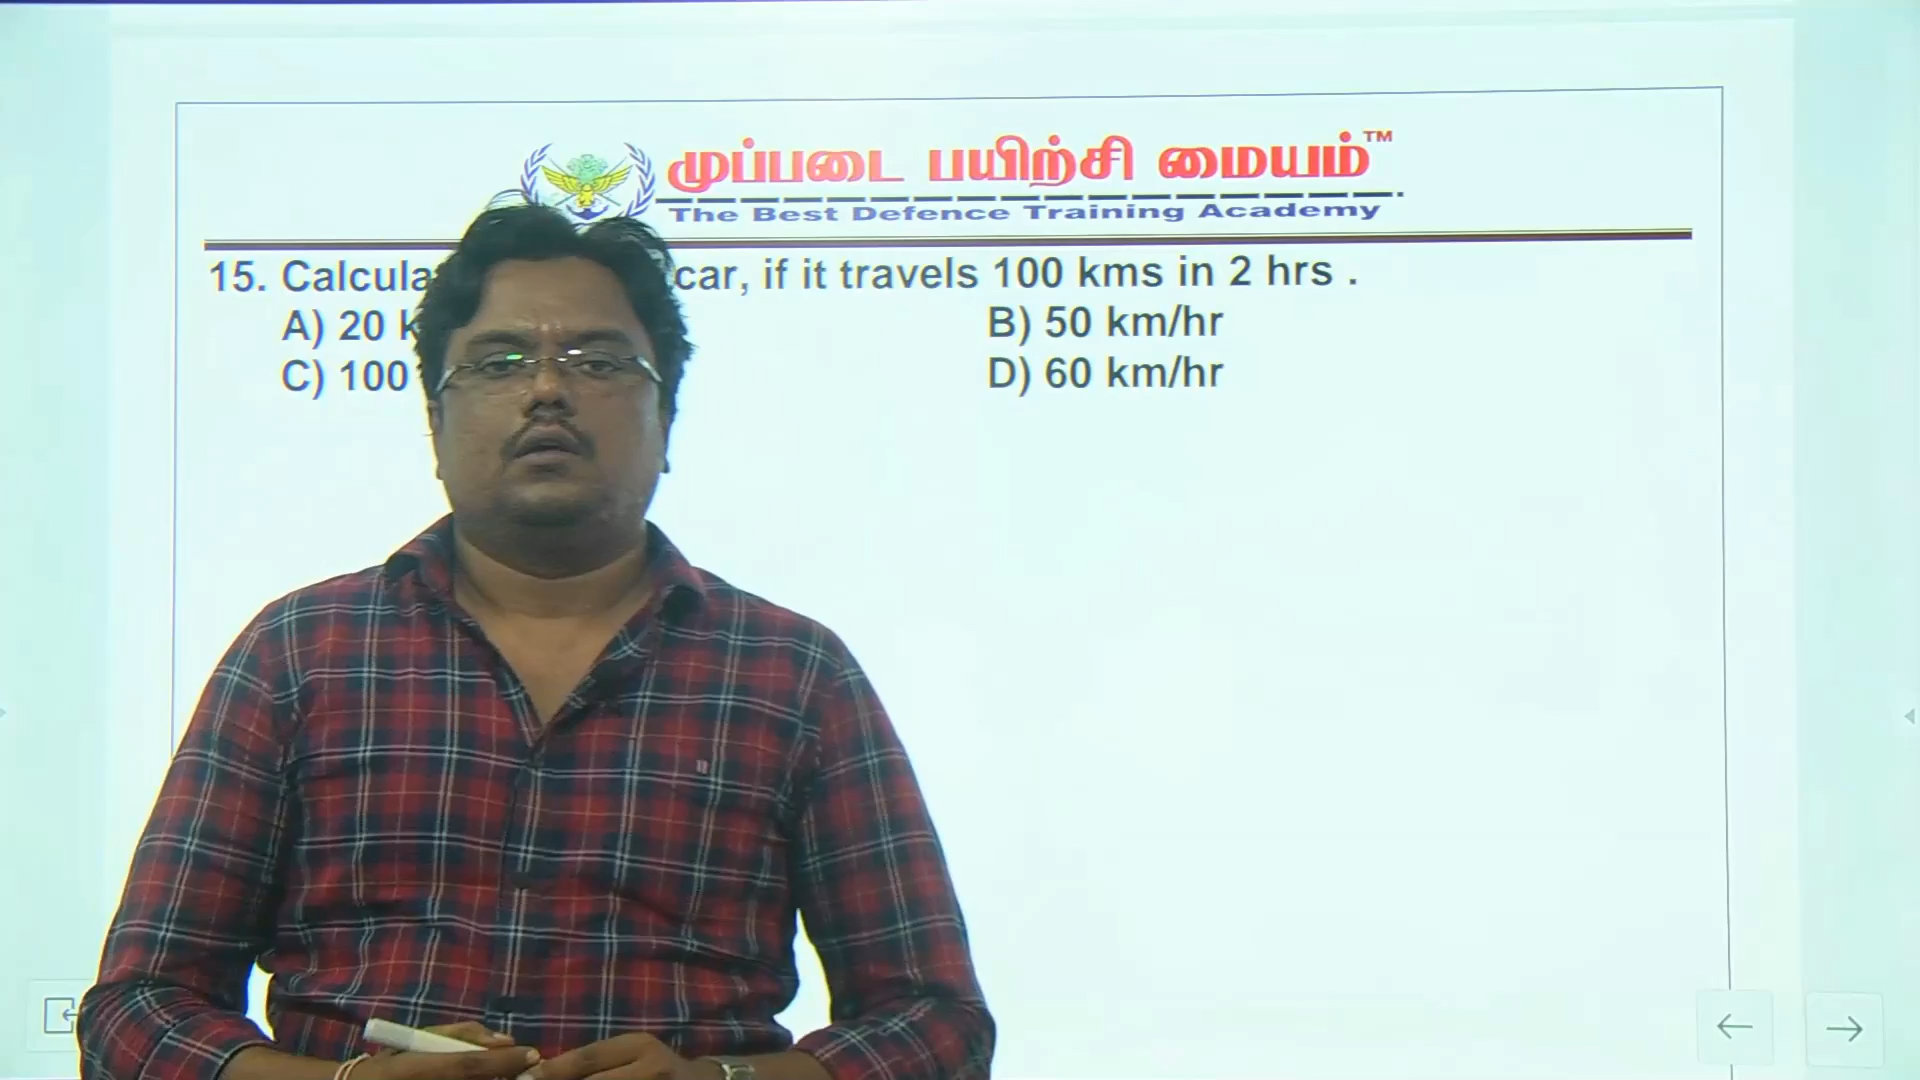 முப்படை பயிற்சி மையம்™
The Best Defence Training Academy
15. Calcula car, if it travels 100 kms in 2 hrs .
A) 20 k
B) 50 km/hr
C) 100
D) 60 km/hr